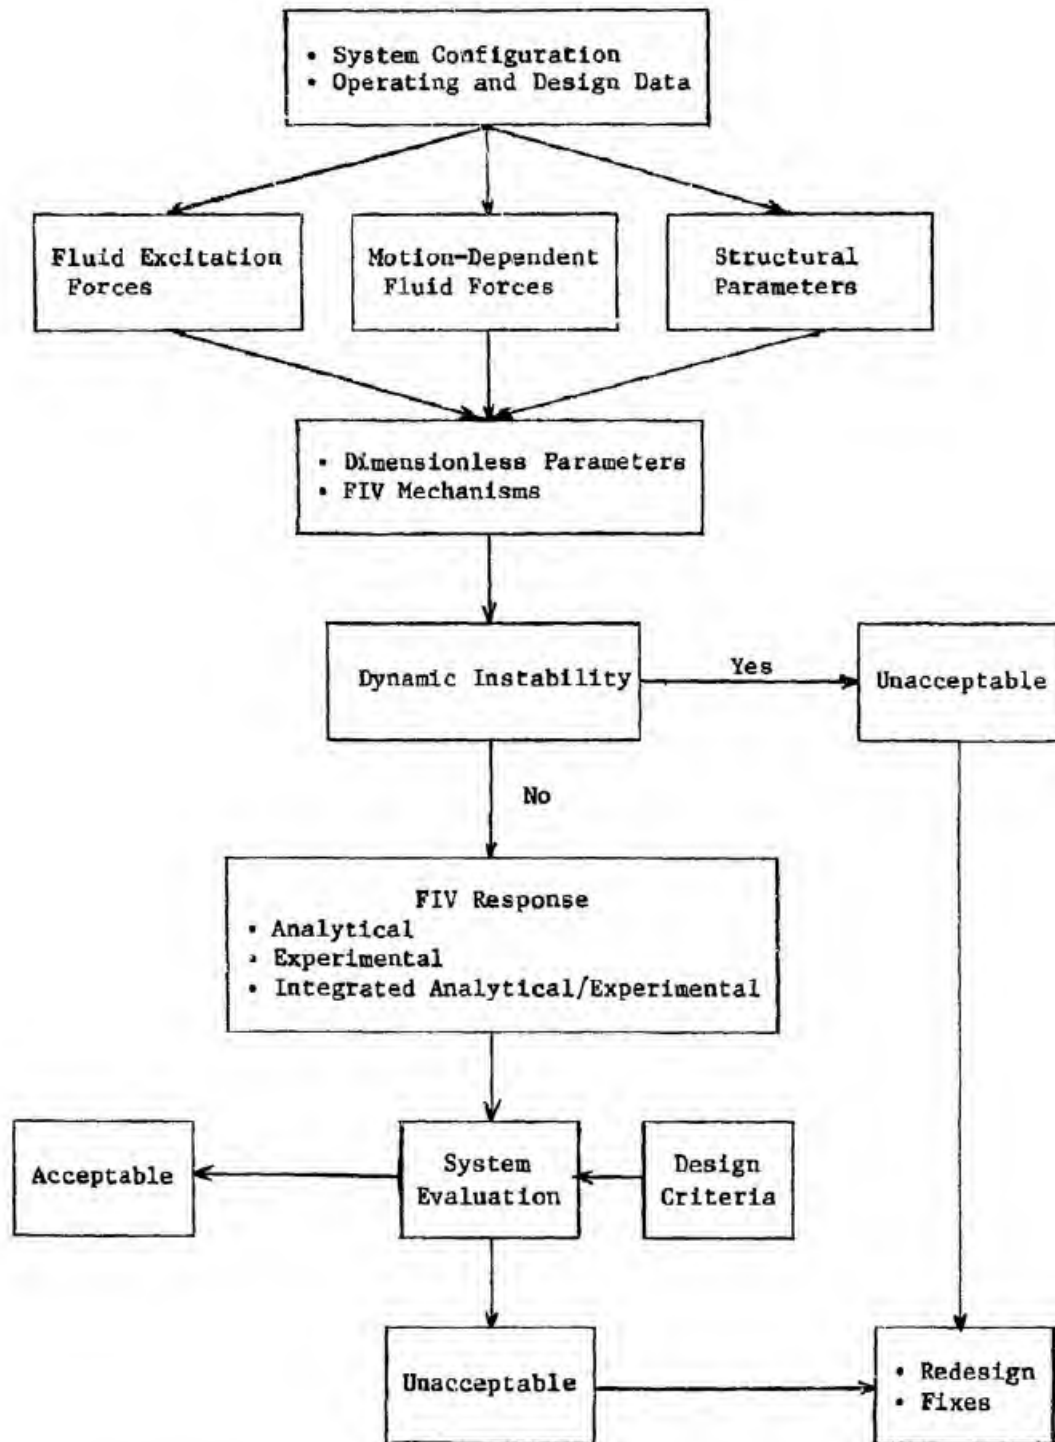 • System Configuration
• Operating and Design Data
Fluid Excitation
Forces
Motion-Dependent
Fluid Forces
Structural
Parameters
• Dimensionless Parameters
• FIV Mechanisms
Dynamic Instability
Yes
Unacceptable
No
FIV Response
• Analytical
• Experimental
• Integrated Analytical/Experimental
Acceptable
System
Evaluation
Design
Criteria
Unacceptable
• Redesign
• Fixes